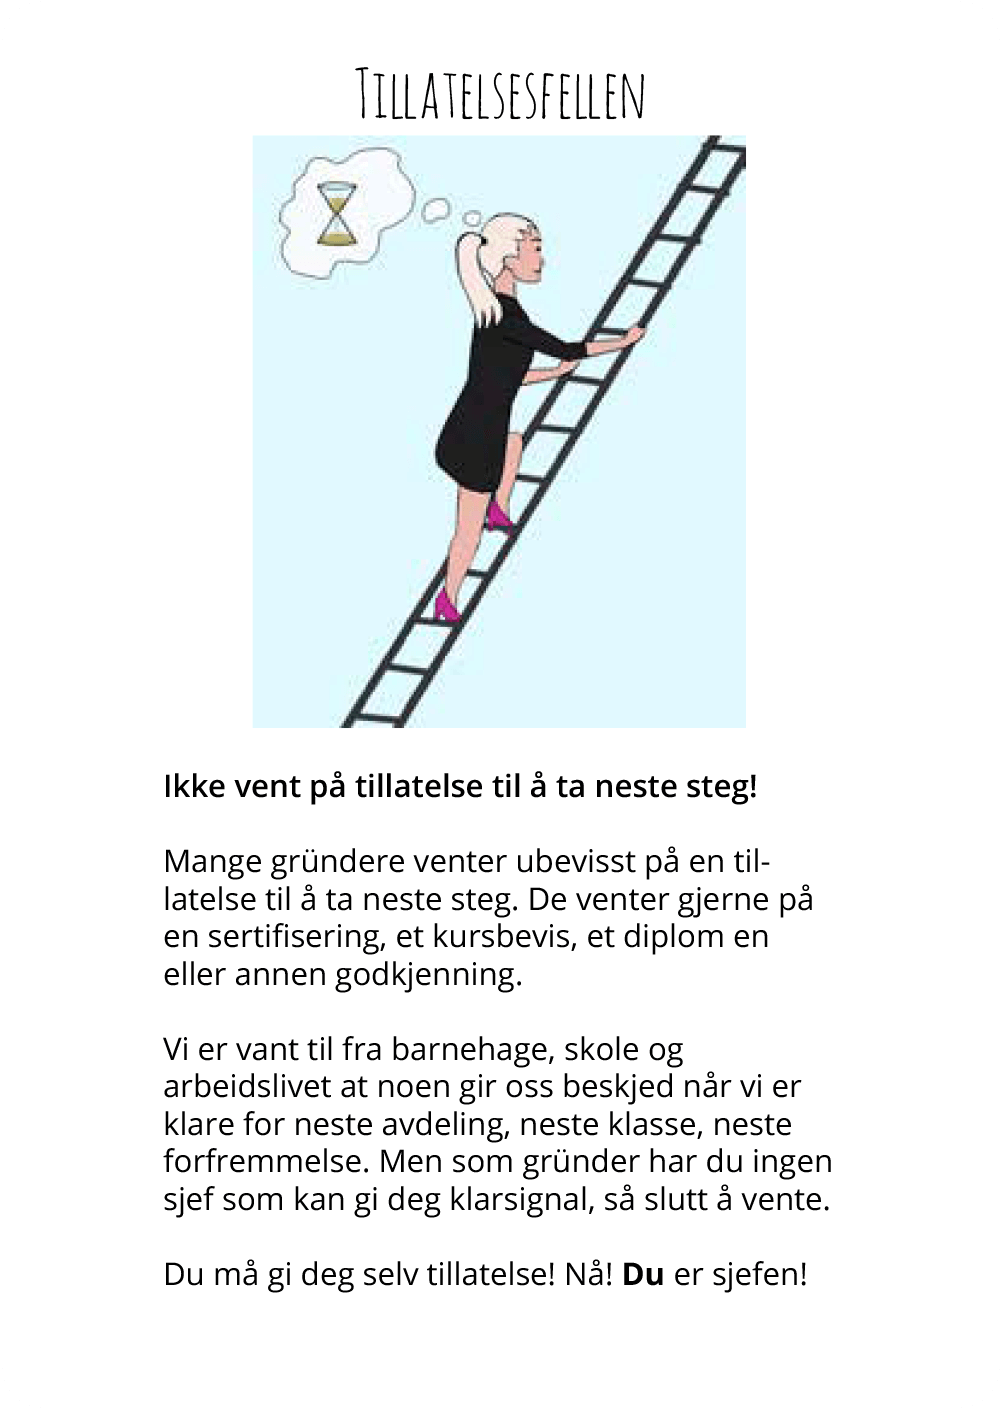 Tillatelsesfellen
Ikke vent på tillatelse til å ta neste steg!
Mange gründere venter ubevisst på en til-
latelse til å ta neste steg. De venter gjerne på
en sertifisering, et kursbevis, et diplom en
eller annen godkjenning.
Vi er vant til fra barnehage, skole og
arbeidslivet at noen gir oss beskjed når vi er
klare for neste avdeling, neste klasse, neste
forfremmelse. Men som gründer har du ingen
sjef som kan gi deg klarsignal, så slutt å vente.
Du må gi deg selv tillatelse! Nå! Du er sjefen!